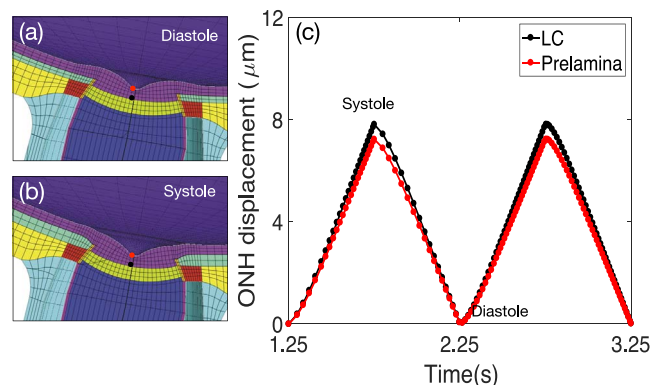 (a)
Diastole
(b)
Systole
(c)
LC
Prelamina
Systole
Diastole
ONH displacement ( μm)
12
8
4
0
1.25
2.25
3.25
Time(s)